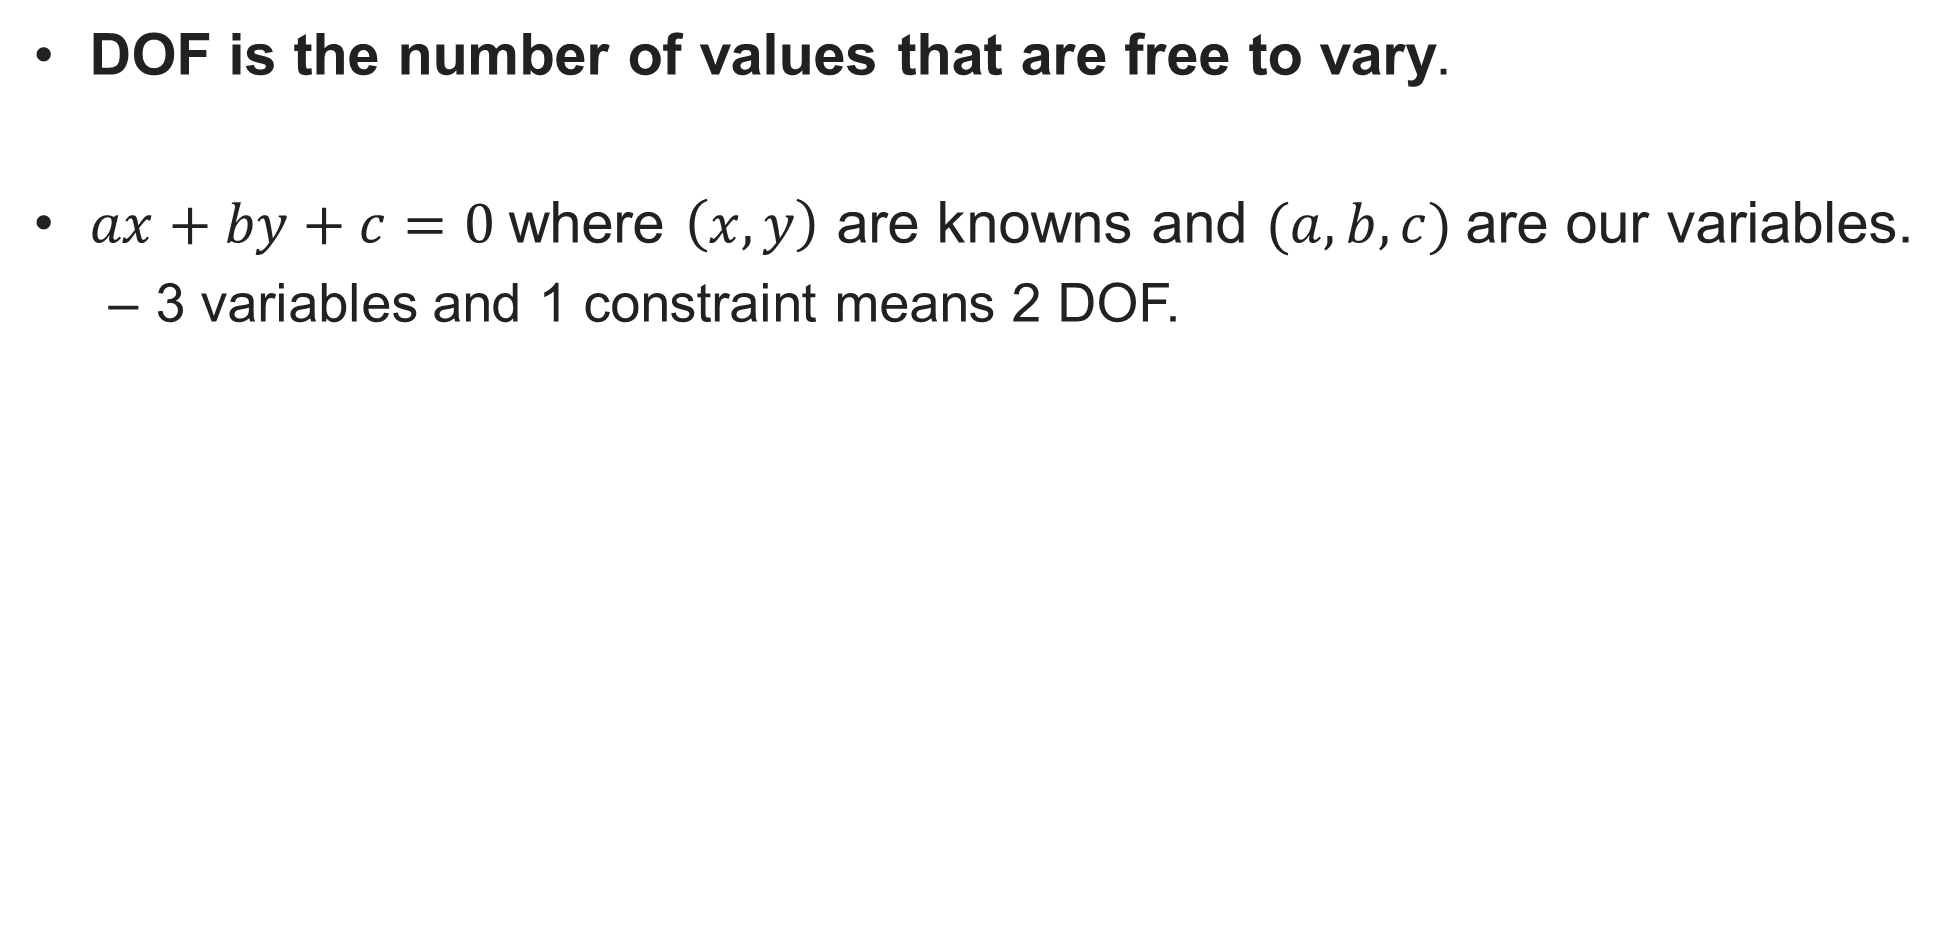 • DOF is the number of values that are free to vary.
• ax + by + c = 0 where (x, y) are knowns and (a, b, c) are our variables.
– 3 variables and 1 constraint means 2 DOF.